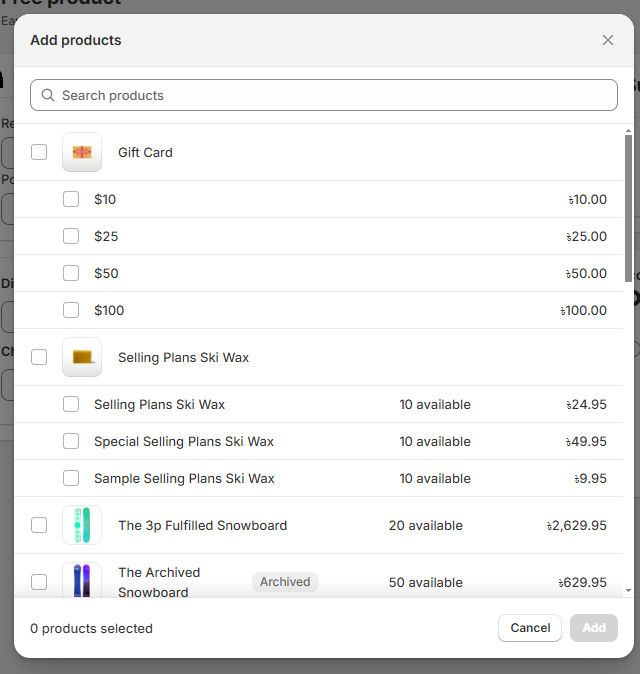 Free product
Add products
Search products
Gift Card
$10 ৳10.00
$25 ৳25.00
$50 ৳50.00
$100 ৳100.00
Selling Plans Ski Wax
Selling Plans Ski Wax 10 available ৳24.95
Special Selling Plans Ski Wax 10 available ৳49.95
Sample Selling Plans Ski Wax 10 available ৳9.95
The 3p Fulfilled Snowboard 20 available ৳2,629.95
The Archived Snowboard Archived 50 available ৳629.95
0 products selected Cancel Add